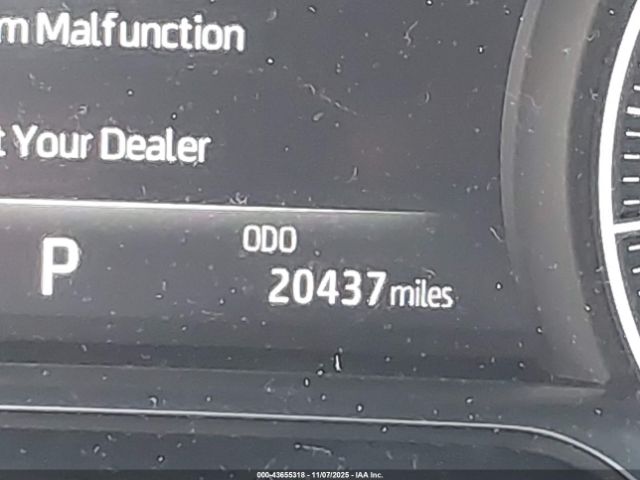 Malfunction
Your Dealer
ODO
P
20437 miles
000-43655318 - 11/07/2025 - IAA Inc.